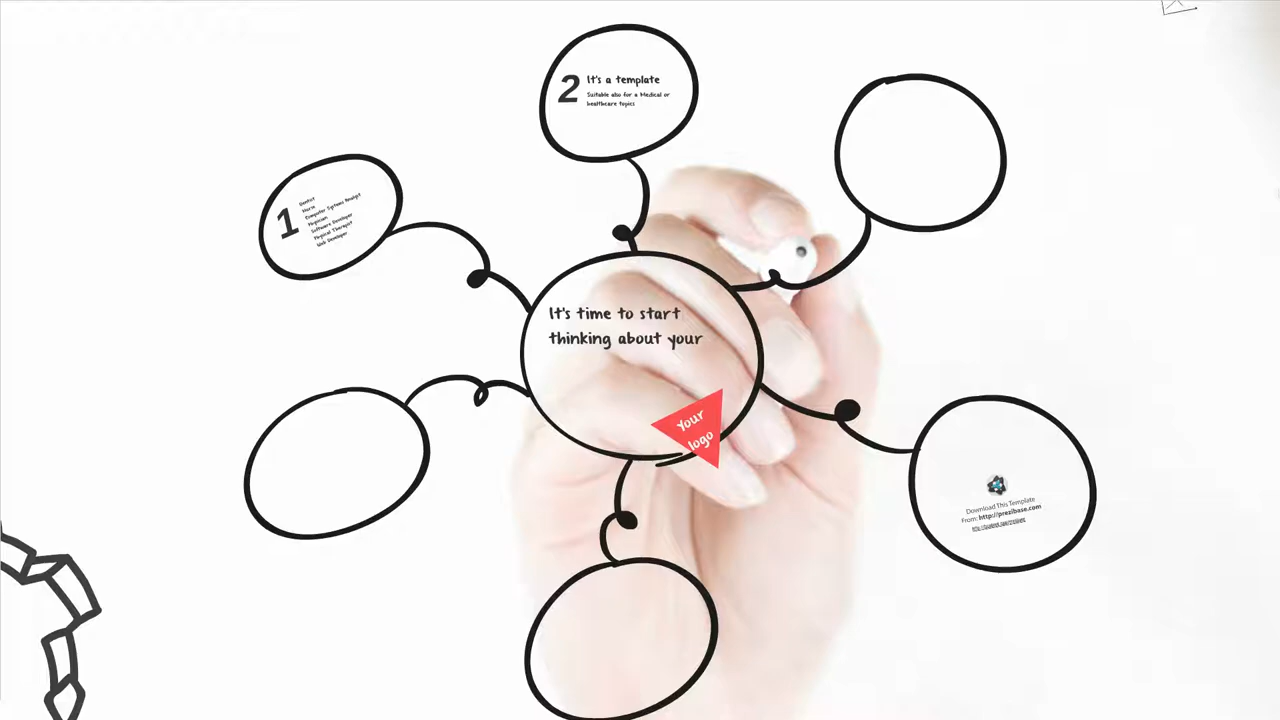 2
It's a template
Suitable also for a Medical or
healthcare topics
1
Dentist
Nurse
Computer Systems Analyst
Physician
Software Developer
Physical Therapist
Web Developer
It's time to start
thinking about your
Your
logo
Download This Template
From: http://prezibase.com